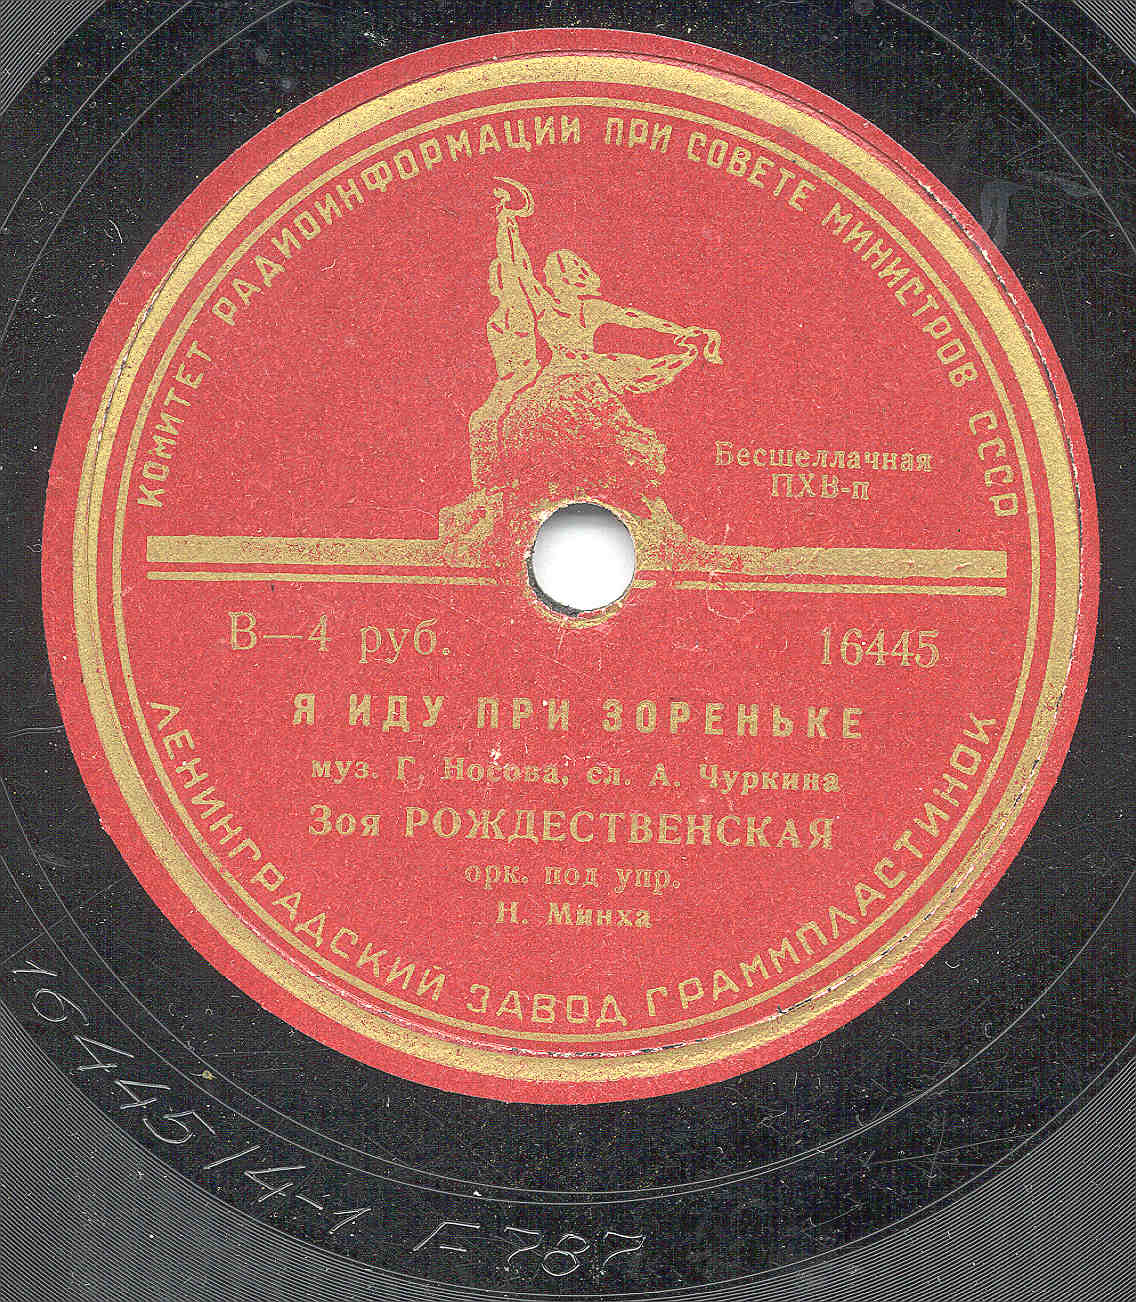 КОМИТЕТ РАДИОИНФОРМАЦИИ ПРИ СОВЕТЕ МИНИСТРОВ СССР
Бесшеллачная
ПХВ-п
В—4 руб.
16445
Я ИДУ ПРИ ЗОРЕНЬКЕ
муз. Г. Носова, сл. А. Чуркина
Зоя РОЖДЕСТВЕНСКАЯ
орк. под упр.
Н. Минха
ЛЕНИНГРАДСКИЙ ЗАВОД ГРАММПЛАСТИНОК
16445 14-1 F 787